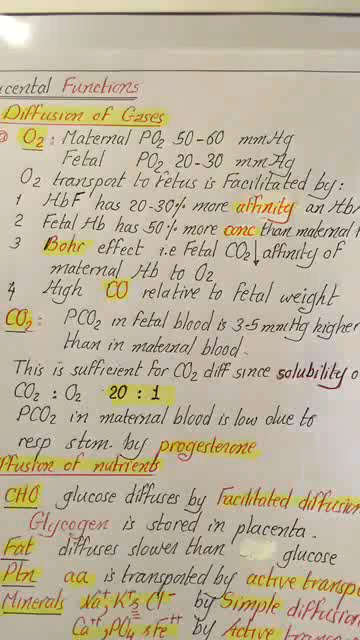 acental Functions
Diffusion of Gases
O2 : Maternal PO2 50-60 mmHg
Fetal PO2 20-30 mmHg
O2 transport to Fetus is Facilitated by:
1 HbF has 20-30% more affinity an HbA
2 Fetal Hb has 50% more conc than maternal H
3 Bohr effect i.e Fetal CO2 ↓ affinity of
maternal Hb to O2
4 High CO relative to fetal weight
CO2 : PCO2 in fetal blood is 3-5 mmHg higher
than in maternal blood.
This is sufficient for CO2 diff since solubility o
CO2 : O2 20 : 1
PCO2 in maternal blood is low due to
resp stem. by progesterone
ffusion of nutrients
CHO glucose diffuses by Facilitated diffusion
Glycogen is stored in placenta.
Fat diffuses slower than glucose
Ptn aa is transported by active transpo
Minerals Na+, K+, Cl- by Simple diffusion
Ca++, PO4, Fe++ by Active transp